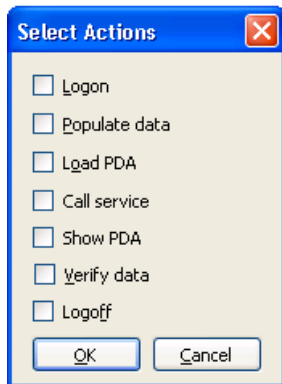 Select Actions
Logon
Populate data
Load PDA
Call service
Show PDA
Verify data
Logoff
OK
Cancel